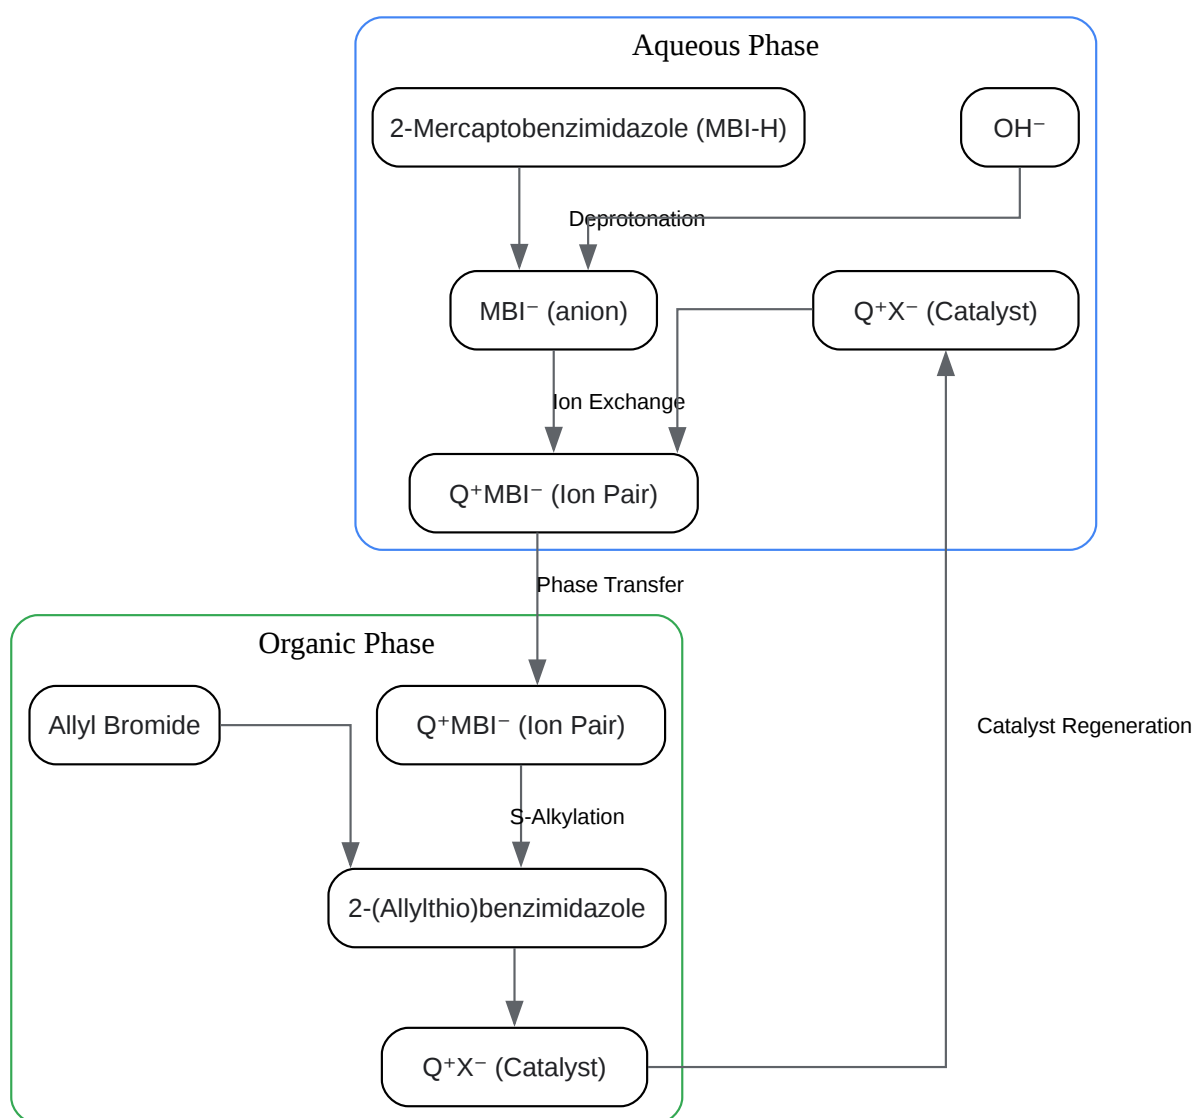 Aqueous Phase
2-Mercaptobenzimidazole (MBI-H)
OH⁻
Deprotonation
MBI⁻ (anion)
Q⁺X⁻ (Catalyst)
Ion Exchange
Q⁺MBI⁻ (Ion Pair)
Phase Transfer
Organic Phase
Allyl Bromide
Q⁺MBI⁻ (Ion Pair)
Catalyst Regeneration
S-Alkylation
2-(Allylthio)benzimidazole
Q⁺X⁻ (Catalyst)